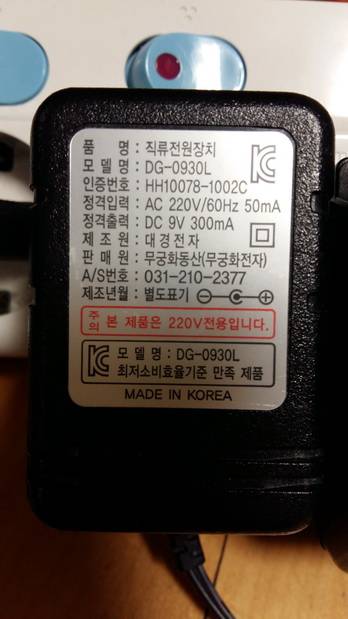 품 명 : 직류전원장치
모 델 명 : DG-0930L
인증번호 : HH10078-1002C
정격입력 : AC 220V/60Hz 50mA
정격출력 : DC 9V 300mA
제 조 원 : 대경전자
판 매 원 : 무궁화동산(무궁화전자)
A/S번호 : 031-210-2377
제조년월 : 별도표기
주의 본 제품은 220V전용입니다.
모 델 명 : DG-0930L
최저소비효율기준 만족 제품
MADE IN KOREA